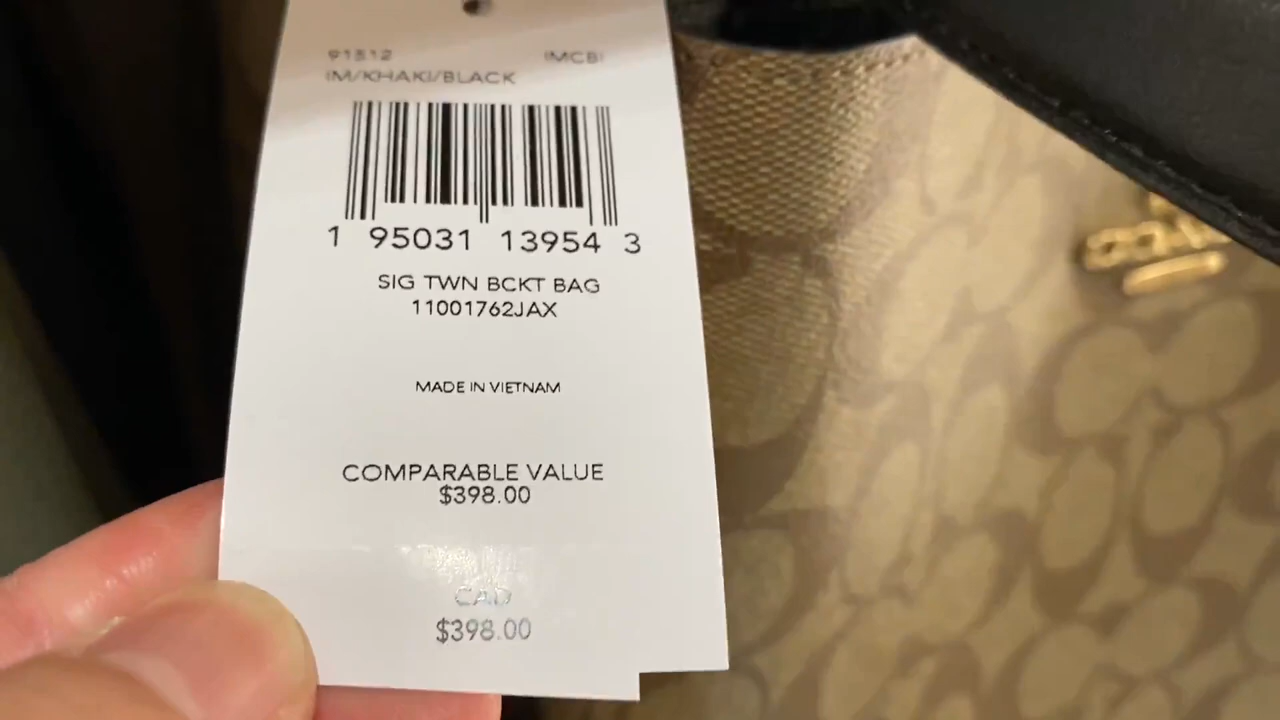 91512 (MCB)
IM/KHAKI/BLACK
1 95031 13954 3
SIG TWN BCKT BAG
11001762JAX
MADE IN VIETNAM
COMPARABLE VALUE
$398.00
CAD
$398.00